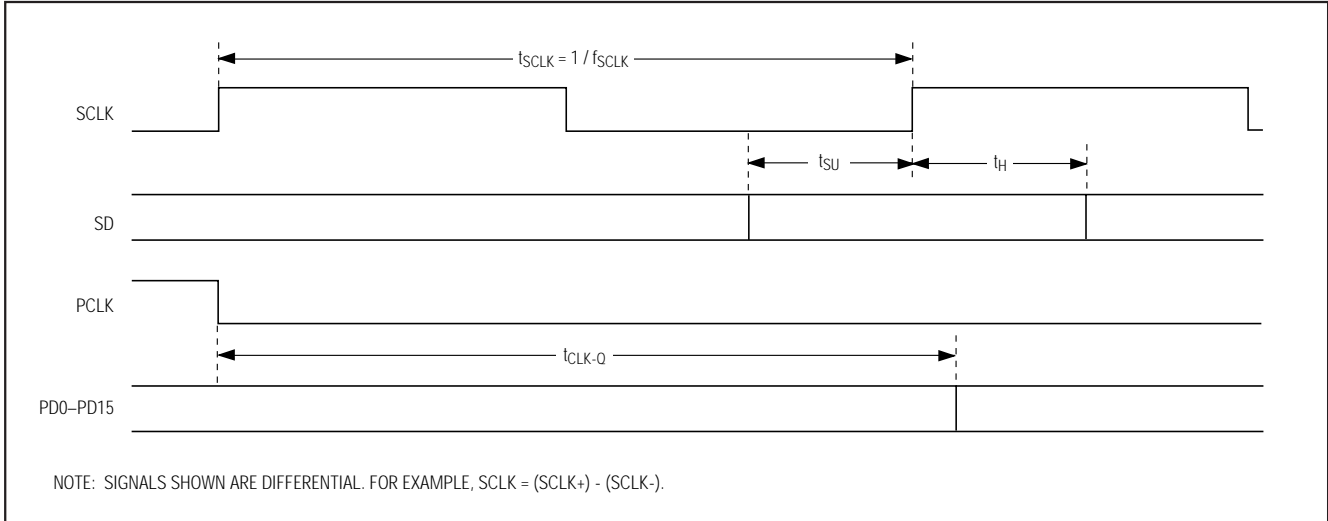 tSCLK = 1 / fSCLK
SCLK
tSU
tH
SD
PCLK
tCLK-Q
PD0–PD15
NOTE: SIGNALS SHOWN ARE DIFFERENTIAL. FOR EXAMPLE, SCLK = (SCLK+) - (SCLK-).